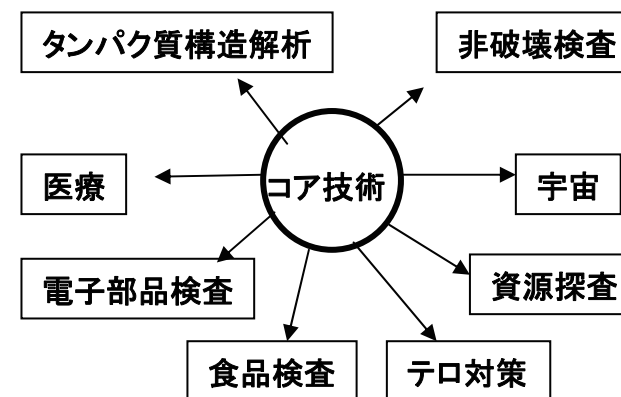 タンパク質構造解析
非破壊検査
医療
コア技術
宇宙
電子部品検査
資源探査
食品検査
テロ対策